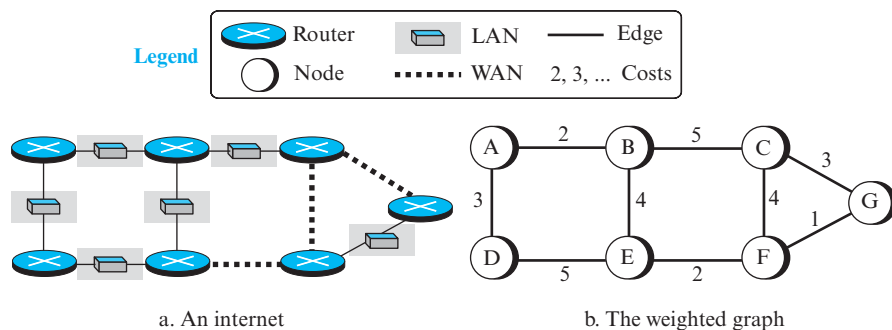 Legend
Router
LAN
Edge
Node
WAN
2, 3, ... Costs
A
2
B
5
C
3
3
4
4
G
1
D
5
E
2
F
a. An internet
b. The weighted graph